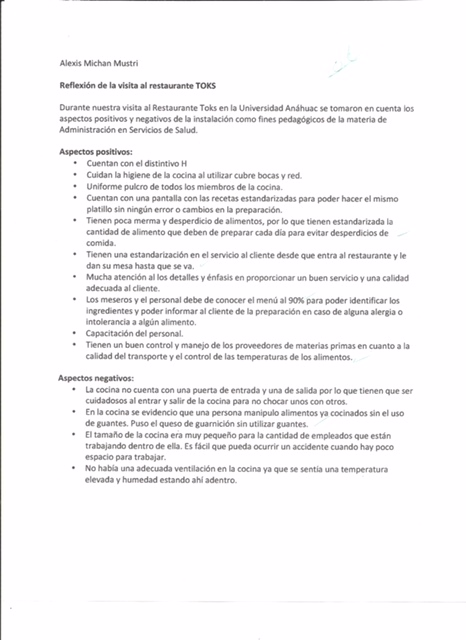 Alexis Michan Mustri
Reflexión de la visita al restaurante TOKS
Durante nuestra visita al Restaurante Toks en la Universidad Anáhuac se tomaron en cuenta los
aspectos positivos y negativos de la instalación como fines pedagógicos de la materia de
Administración en Servicios de Salud.
Aspectos positivos:
• Cuentan con el distintivo H
• Cuidan la higiene de la cocina al utilizar cubre bocas y red.
• Uniforme pulcro de todos los miembros de la cocina.
• Cuentan con una pantalla con las recetas estandarizadas para poder hacer el mismo
platillo sin ningún error o cambios en la preparación.
• Tienen poca merma y desperdicio de alimentos, por lo que tienen estandarizada la
cantidad de alimento que deben de preparar cada día para evitar desperdicios de
comida.
• Tienen una estandarización en el servicio al cliente desde que entra al restaurante y le
dan su mesa hasta que se va.
• Mucha atención al los detalles y énfasis en proporcionar un buen servicio y una calidad
adecuada al cliente.
• Los meseros y el personal debe de conocer el menú al 90% para poder identificar los
ingredientes y poder informar al cliente de la preparación en caso de alguna alergia o
intolerancia a algún alimento.
• Capacitación del personal.
• Tienen un buen control y manejo de los proveedores de materias primas en cuanto a la
calidad del transporte y el control de las temperaturas de los alimentos.
Aspectos negativos:
• La cocina no cuenta con una puerta de entrada y una de salida por lo que tienen que ser
cuidadosos al entrar y salir de la cocina para no chocar unos con otros.
• En la cocina se evidencio que una persona manipulo alimentos ya cocinados sin el uso
de guantes. Puso el queso de guarnición sin utilizar guantes.
• El tamaño de la cocina era muy pequeño para la cantidad de empleados que están
trabajando dentro de ella. Es fácil que pueda ocurrir un accidente cuando hay poco
espacio para trabajar.
• No había una adecuada ventilación en la cocina ya que se sentía una temperatura
elevada y humedad estando ahí adentro.